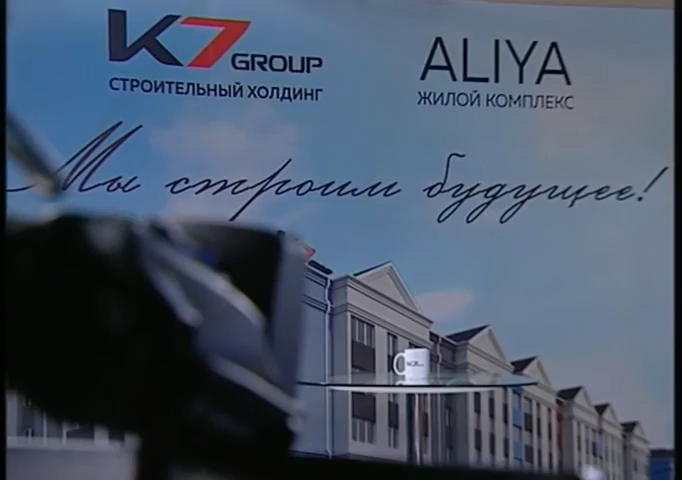 K7 GROUP
СТРОИТЕЛЬНЫЙ ХОЛДИНГ
ALIYA
ЖИЛОЙ КОМПЛЕКС
Мы строим будущее!